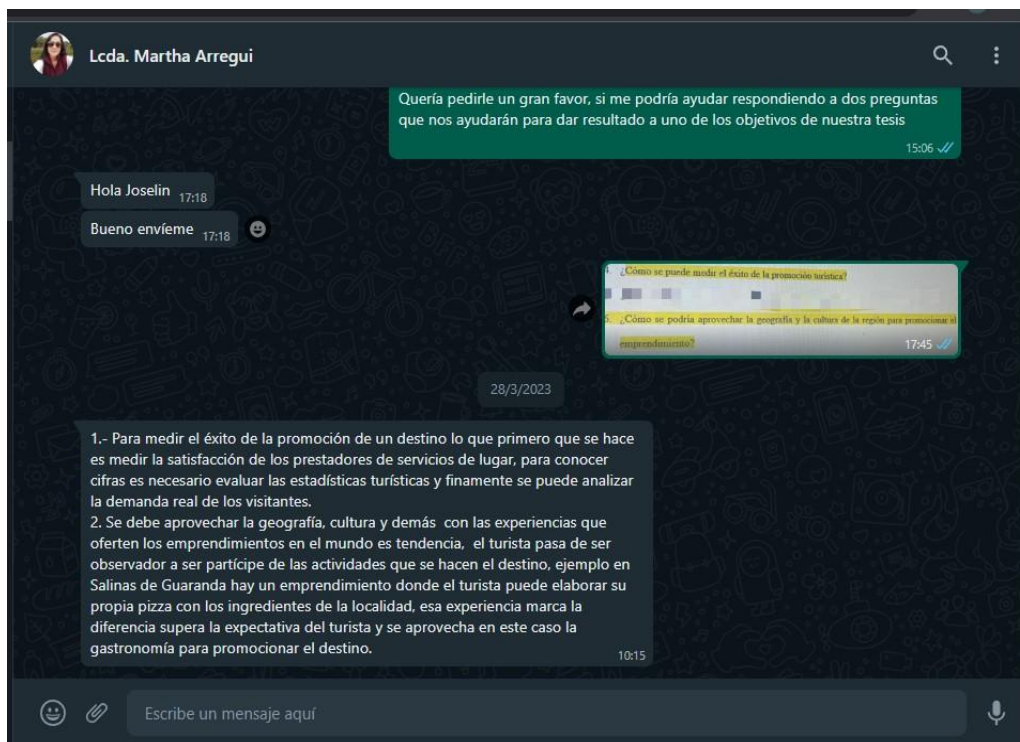 Lcda. Martha Arregui
Quería pedirle un gran favor, si me podría ayudar respondiendo a dos preguntas
que nos ayudarán para dar resultado a uno de los objetivos de nuestra tesis
15:06
Hola Joselin 17:18
Bueno envíeme 17:18
¿Cómo se puede medir el éxito de la promoción turística?
5. ¿Cómo se podría aprovechar la geografía y la cultura de la región para promocionar el
emprendimiento?
17:45
28/3/2023
1.- Para medir el éxito de la promoción de un destino lo que primero que se hace
es medir la satisfacción de los prestadores de servicios de lugar, para conocer
cifras es necesario evaluar las estadísticas turísticas y finamente se puede analizar
la demanda real de los visitantes.
2. Se debe aprovechar la geografía, cultura y demás con las experiencias que
oferten los emprendimientos en el mundo es tendencia, el turista pasa de ser
observador a ser partícipe de las actividades que se hacen el destino, ejemplo en
Salinas de Guaranda hay un emprendimiento donde el turista puede elaborar su
propia pizza con los ingredientes de la localidad, esa experiencia marca la
diferencia supera la expectativa del turista y se aprovecha en este caso la
gastronomía para promocionar el destino.
10:15
Escribe un mensaje aquí